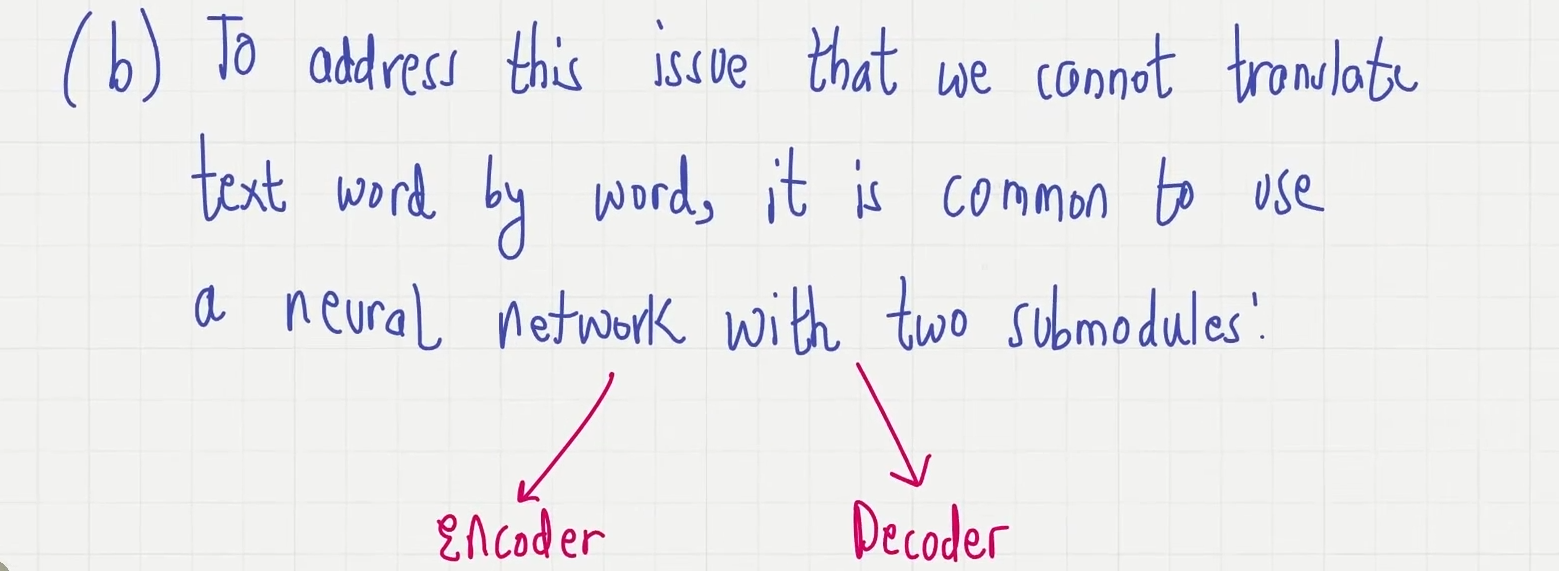 (b) To address this issue that we cannot translate
text word by word, it is common to use
a neural network with two submodules:
Encoder Decoder